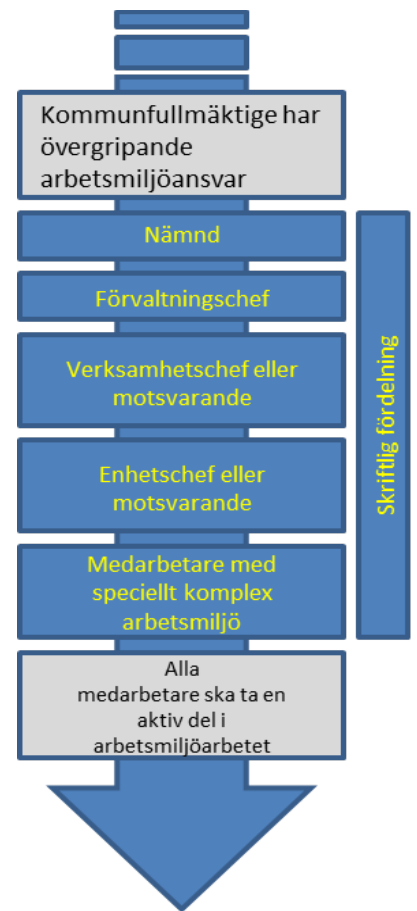 Kommunfullmäktige har
övergripande
arbetsmiljöansvar
Nämnd
Förvaltningschef
Verksamhetschef eller
motsvarande
Enhetschef eller
motsvarande
Medarbetare med
speciellt komplex
arbetsmiljö
Skriftlig fördelning
Alla
medarbetare ska ta en
aktiv del i
arbetsmiljöarbetet